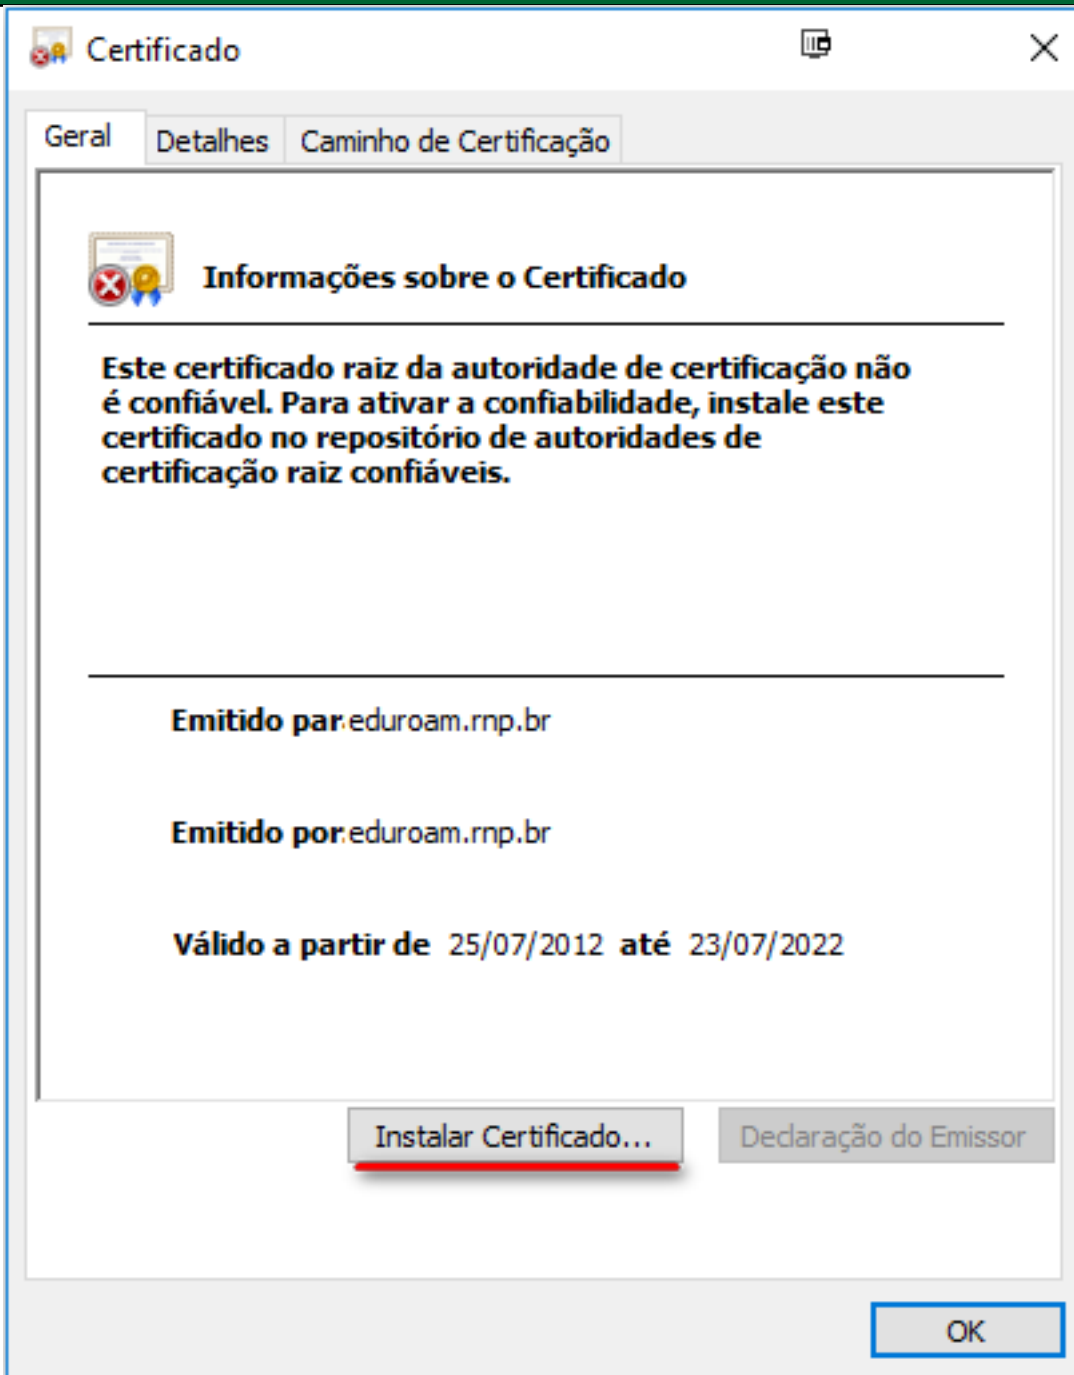 Certificado
Geral
Detalhes
Caminho de Certificação
Informações sobre o Certificado
Este certificado raiz da autoridade de certificação não
é confiável. Para ativar a confiabilidade, instale este
certificado no repositório de autoridades de
certificação raiz confiáveis.
Emitido par: eduroam.rnp.br
Emitido por: eduroam.rnp.br
Válido a partir de 25/07/2012 até 23/07/2022
Instalar Certificado...
Declaração do Emissor
OK